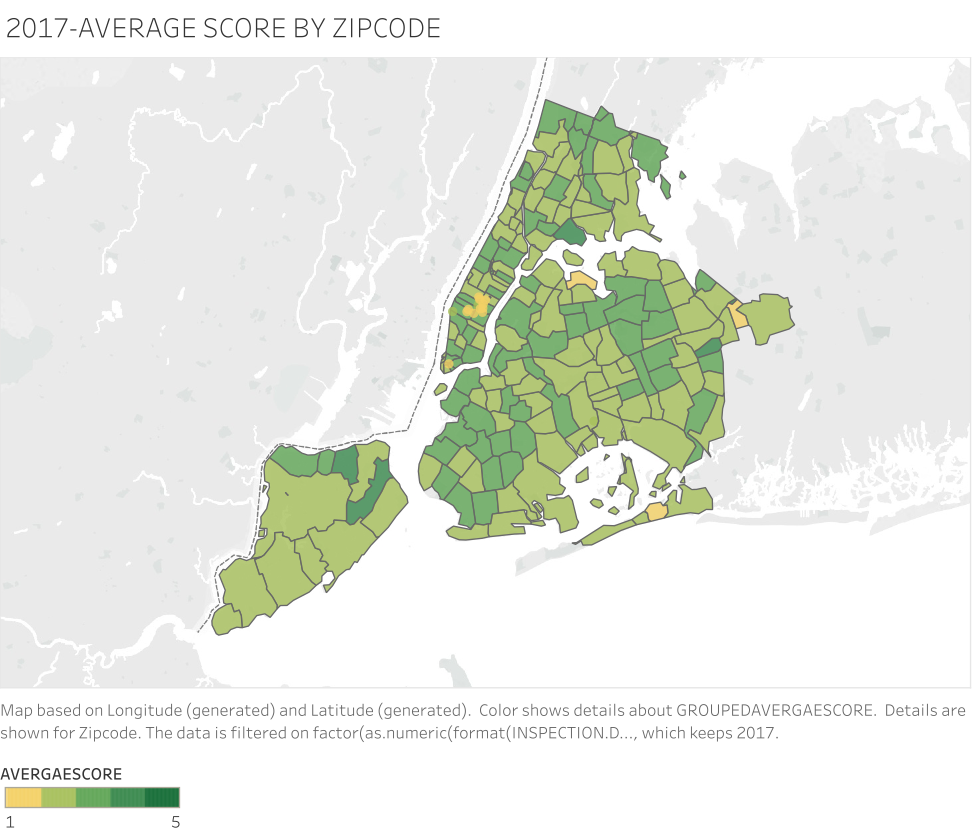 2017-AVERAGE SCORE BY ZIPCODE
Map based on Longitude (generated) and Latitude (generated).  Color shows details about GROUPEDAVERGAESCORE.  Details are
shown for Zipcode. The data is filtered on factor(as.numeric(format(INSPECTION.D..., which keeps 2017.
AVERGAESCORE
1 5